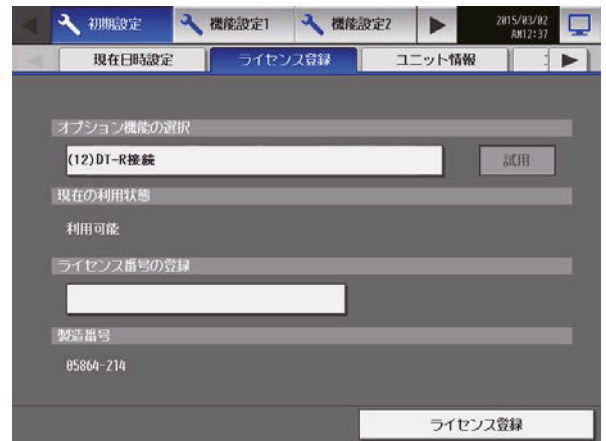 初期設定 機能設定1 機能設定2 2015/03/02
AM12:37
現在日時設定 ライセンス登録 ユニット情報
オプション機能の選択
(12)DT-R接続 試用
現在の利用状態
利用可能
ライセンス番号の登録
製造番号
05864-214
ライセンス登録